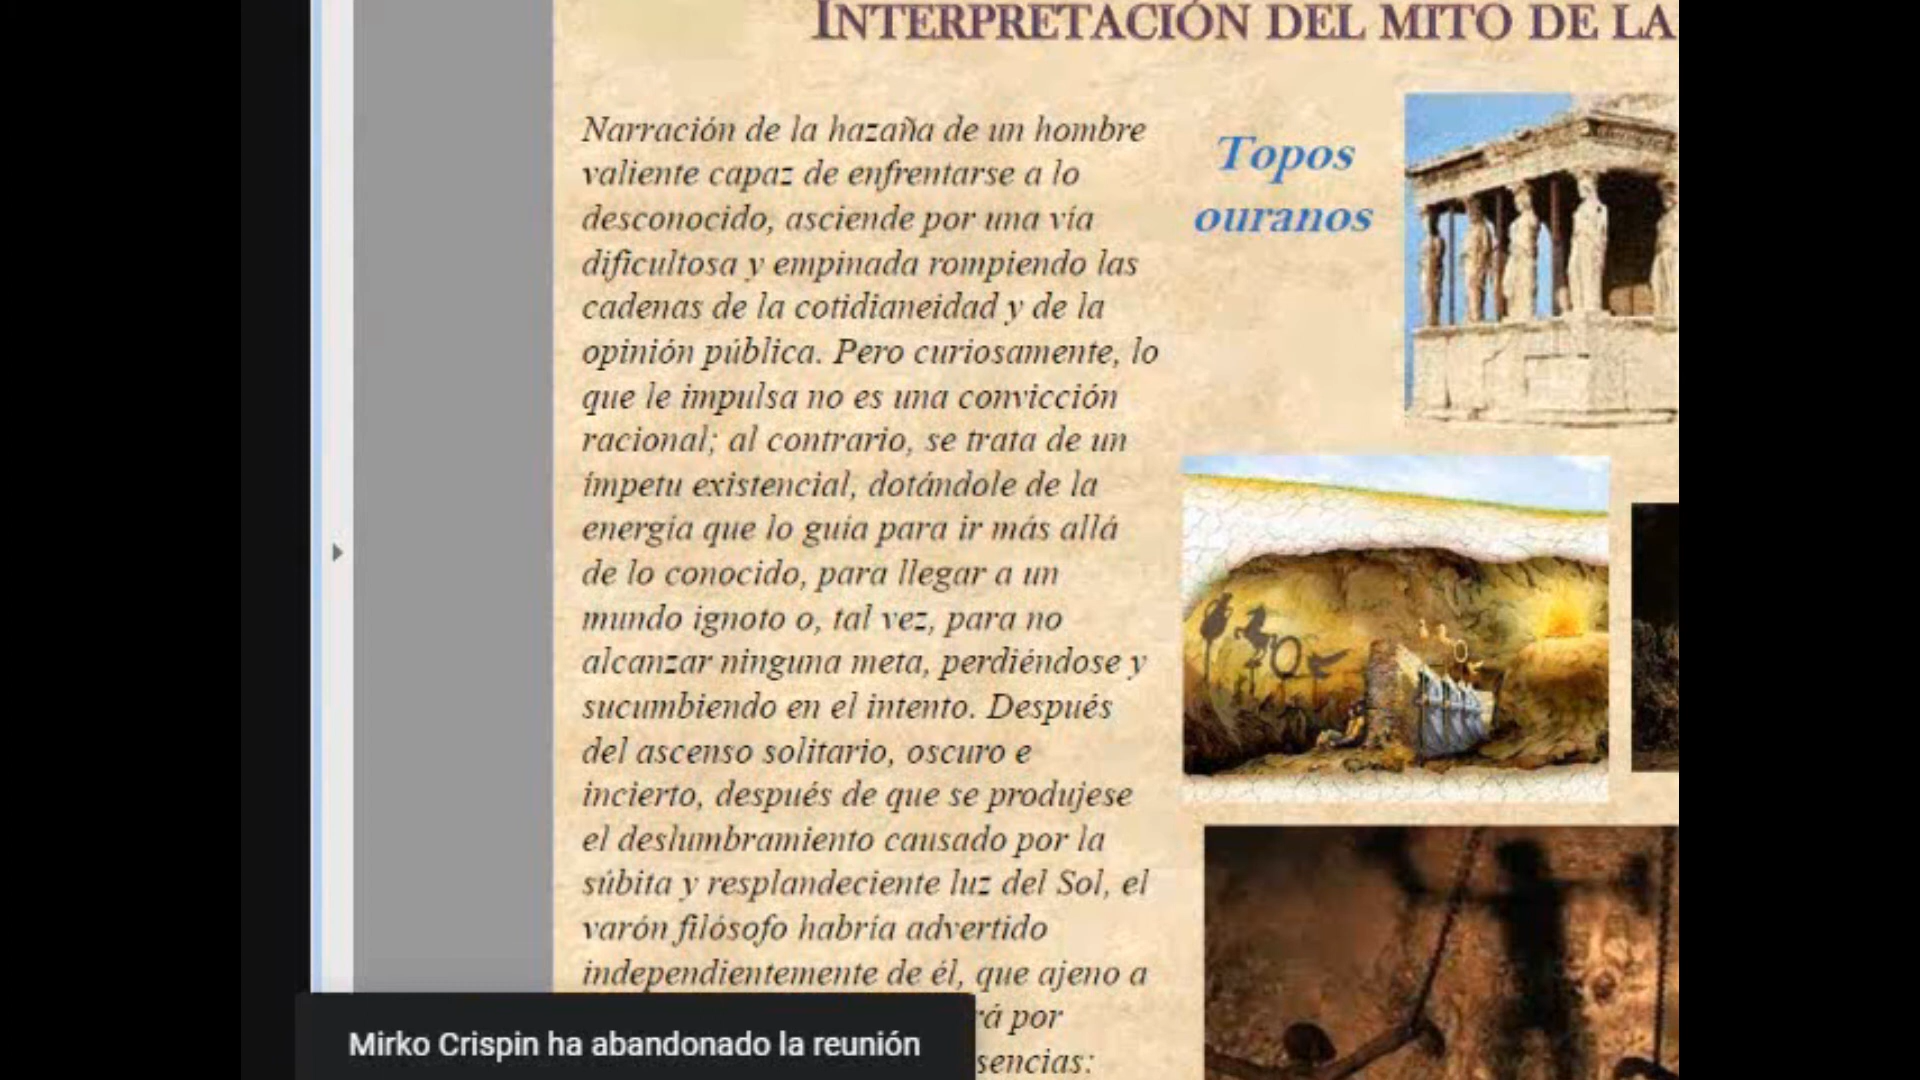 INTERPRETACIÓN DEL MITO DE LA
Narración de la hazaña de un hombre
valiente capaz de enfrentarse a lo
desconocido, asciende por una vía
dificultosa y empinada rompiendo las
cadenas de la cotidianeidad y de la
opinión pública. Pero curiosamente, lo
que le impulsa no es una convicción
racional; al contrario, se trata de un
ímpetu existencial, dotándole de la
energía que lo guía para ir más allá
de lo conocido, para llegar a un
mundo ignoto o, tal vez, para no
alcanzar ninguna meta, perdiéndose y
sucumbiendo en el intento. Después
del ascenso solitario, oscuro e
incierto, después de que se produjese
el deslumbramiento causado por la
súbita y resplandeciente luz del Sol, el
varón filósofo habría advertido
independientemente de él, que ajeno a
rá por
sencias:
Topos
ouranos
Mirko Crispin ha abandonado la reunión